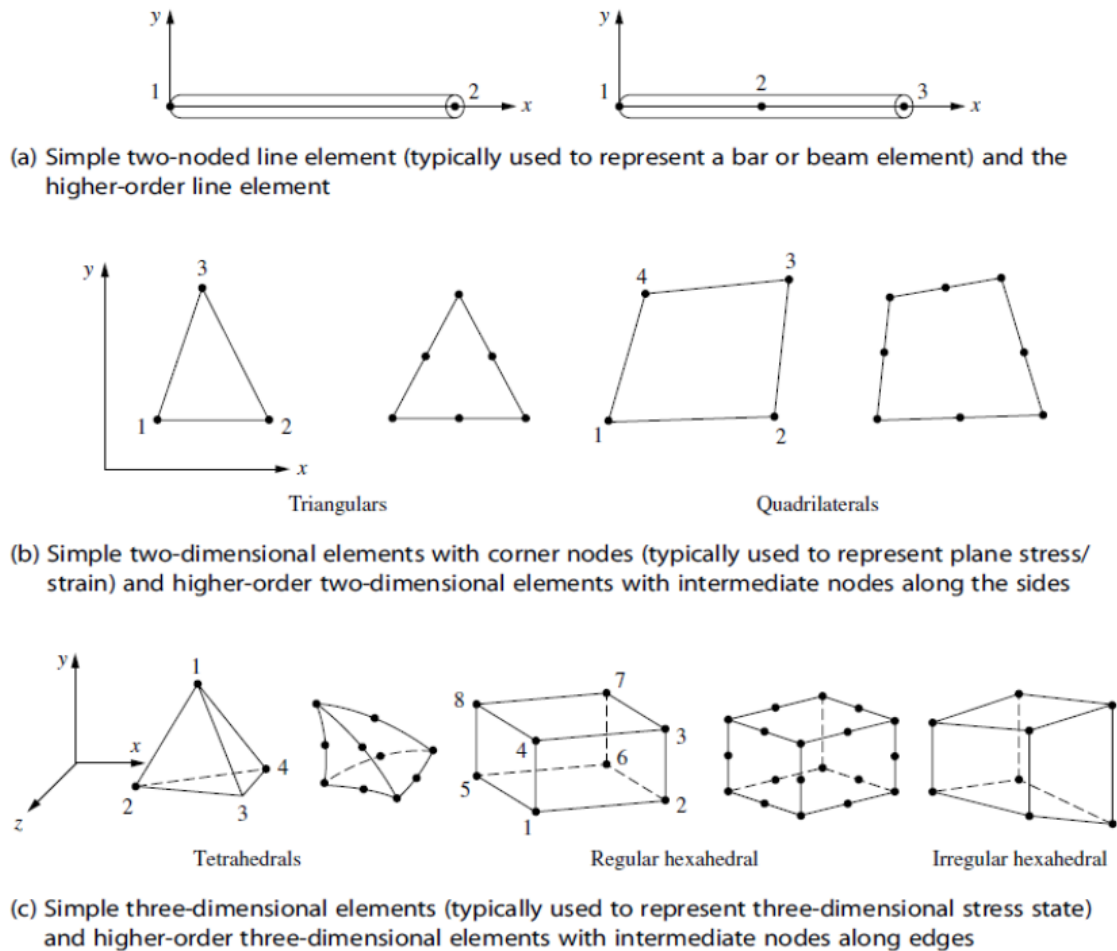 y y
1 2 x 1 2 3 x
(a) Simple two-noded line element (typically used to represent a bar or beam element) and the
higher-order line element
y 3 4 3
1 2 1 2
x
Triangulars Quadrilaterals
(b) Simple two-dimensional elements with corner nodes (typically used to represent plane stress/
strain) and higher-order two-dimensional elements with intermediate nodes along the sides
y 1 7
8
x 4 4 3
6
5
z 2 3 1 2
Tetrahedrals Regular hexahedral Irregular hexahedral
(c) Simple three-dimensional elements (typically used to represent three-dimensional stress state)
and higher-order three-dimensional elements with intermediate nodes along edges